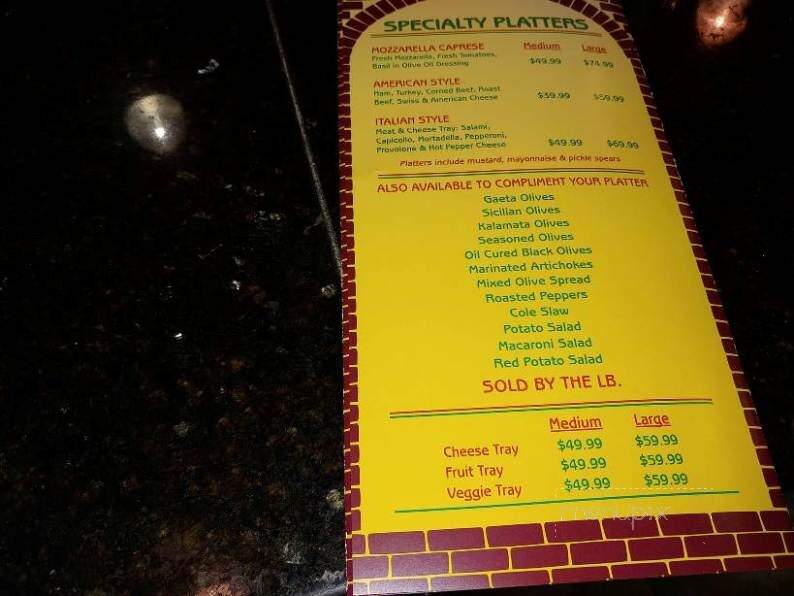 SPECIALTY PLATTERS
Medium Large
MOZZARELLA CAPRESE
Fresh Mozzarella, Fresh Tomatoes,
Basil in Olive Oil Dressing $49.99 $74.99
AMERICAN STYLE
Ham, Turkey, Corned Beef, Roast
Beef, Swiss & American Cheese $39.99 $59.99
ITALIAN STYLE
Meat & Cheese Tray: Salami,
Capicollo, Mortadella, Pepperoni,
Provolone & Hot Pepper Cheese $49.99 $69.99
Platters include mustard, mayonnaise & pickle spears
ALSO AVAILABLE TO COMPLIMENT YOUR PLATTER
Gaeta Olives
Sicilian Olives
Kalamata Olives
Seasoned Olives
Oil Cured Black Olives
Marinated Artichokes
Mixed Olive Spread
Roasted Peppers
Cole Slaw
Potato Salad
Macaroni Salad
Red Potato Salad
SOLD BY THE LB.
Medium Large
Cheese Tray $49.99 $59.99
Fruit Tray $49.99 $59.99
Veggie Tray $49.99 $59.99
menupix